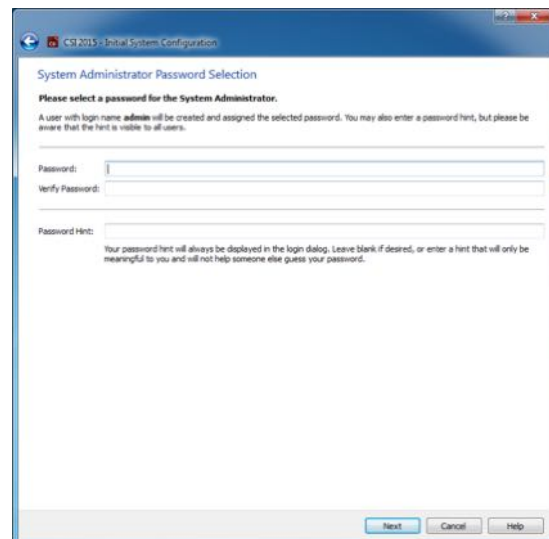 CSI 2015 - Initial System Configuration
System Administrator Password Selection
Please select a password for the System Administrator.
A user with login name admin will be created and assigned the selected password. You may also enter a password hint, but please be
aware that the hint is visible to all users.
Password:
Verify Password:
Password Hint:
Your password hint will always be displayed in the login dialog. Leave blank if desired, or enter a hint that will only be
meaningful to you and will not help someone else guess your password.
Next Cancel Help